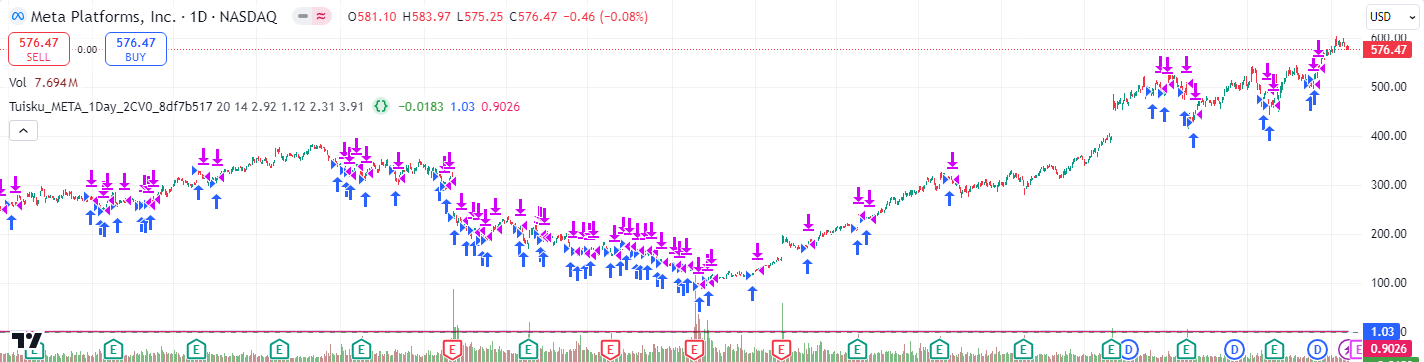 Meta Platforms, Inc. · 1D · NASDAQ O581.10 H583.97 L575.25 C576.47 −0.46 (−0.08%)
USD
576.47 SELL
0.00
576.47 BUY
Vol 7.694M
Tuisku_META_1Day_2CV0_8df7b517 20 14 2.92 1.12 2.31 3.91 −0.0183 1.03 0.9026
600.00
576.47
500.00
400.00
300.00
200.00
100.00
1.03
0.9026
E E E E E E E E E E E E D E D E D E